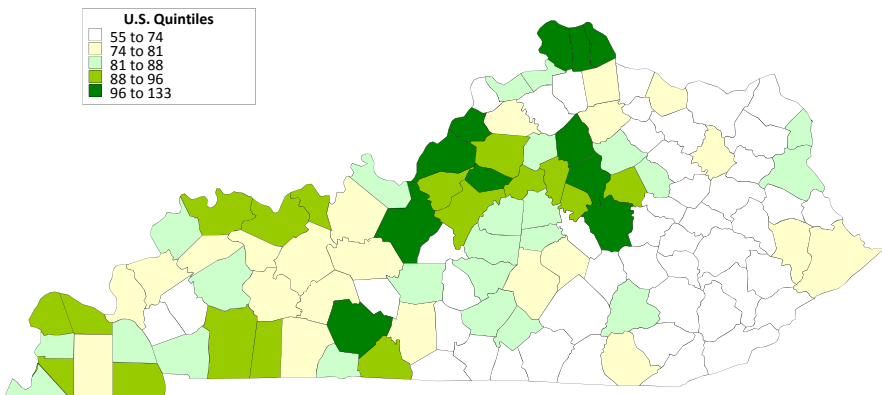 U.S. Quintiles
55 to 74
74 to 81
81 to 88
88 to 96
96 to 133